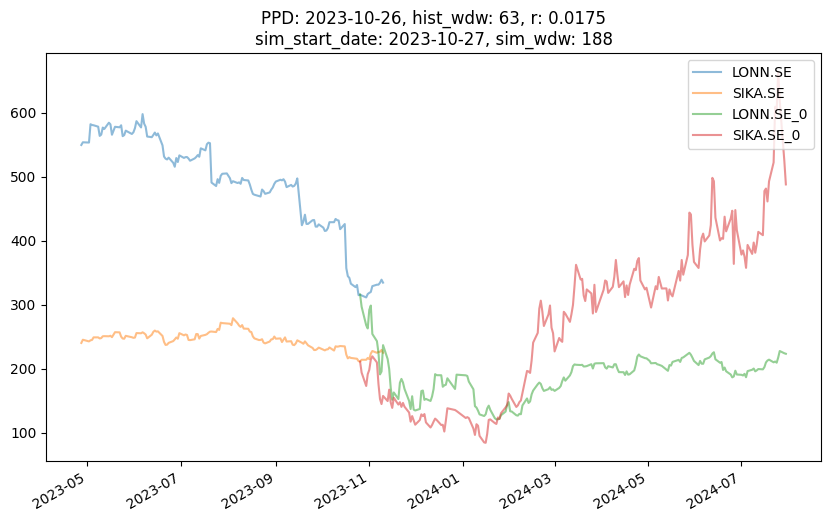 PPD: 2023-10-26, hist_wdw: 63, r: 0.0175
sim_start_date: 2023-10-27, sim_wdw: 188
LONN.SE
SIKA.SE
LONN.SE_0
SIKA.SE_0
600
500
400
300
200
100
2023-05
2023-07
2023-09
2023-11
2024-01
2024-03
2024-05
2024-07